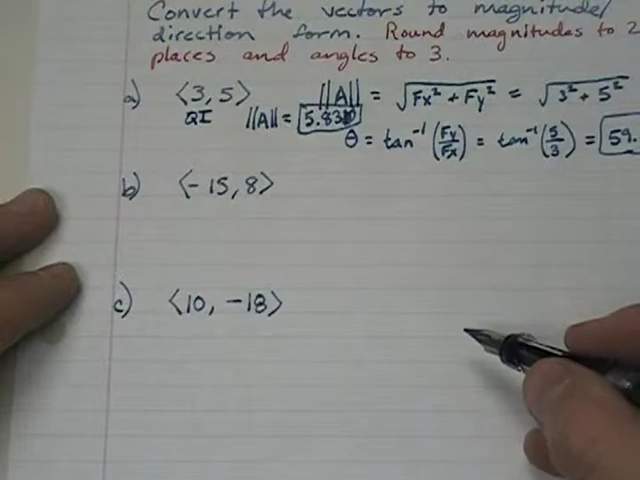 Convert the vectors to magnitude/
direction form. Round magnitudes to 2
places and angles to 3.
a) ⟨3, 5⟩ ||A|| = √Fx² + Fy² = √3² + 5²
QI ||A|| = 5.83
θ = tan⁻¹(Fy/Fx) = tan⁻¹(5/3) = 59.
b) ⟨-15, 8⟩
c) ⟨10, -18⟩